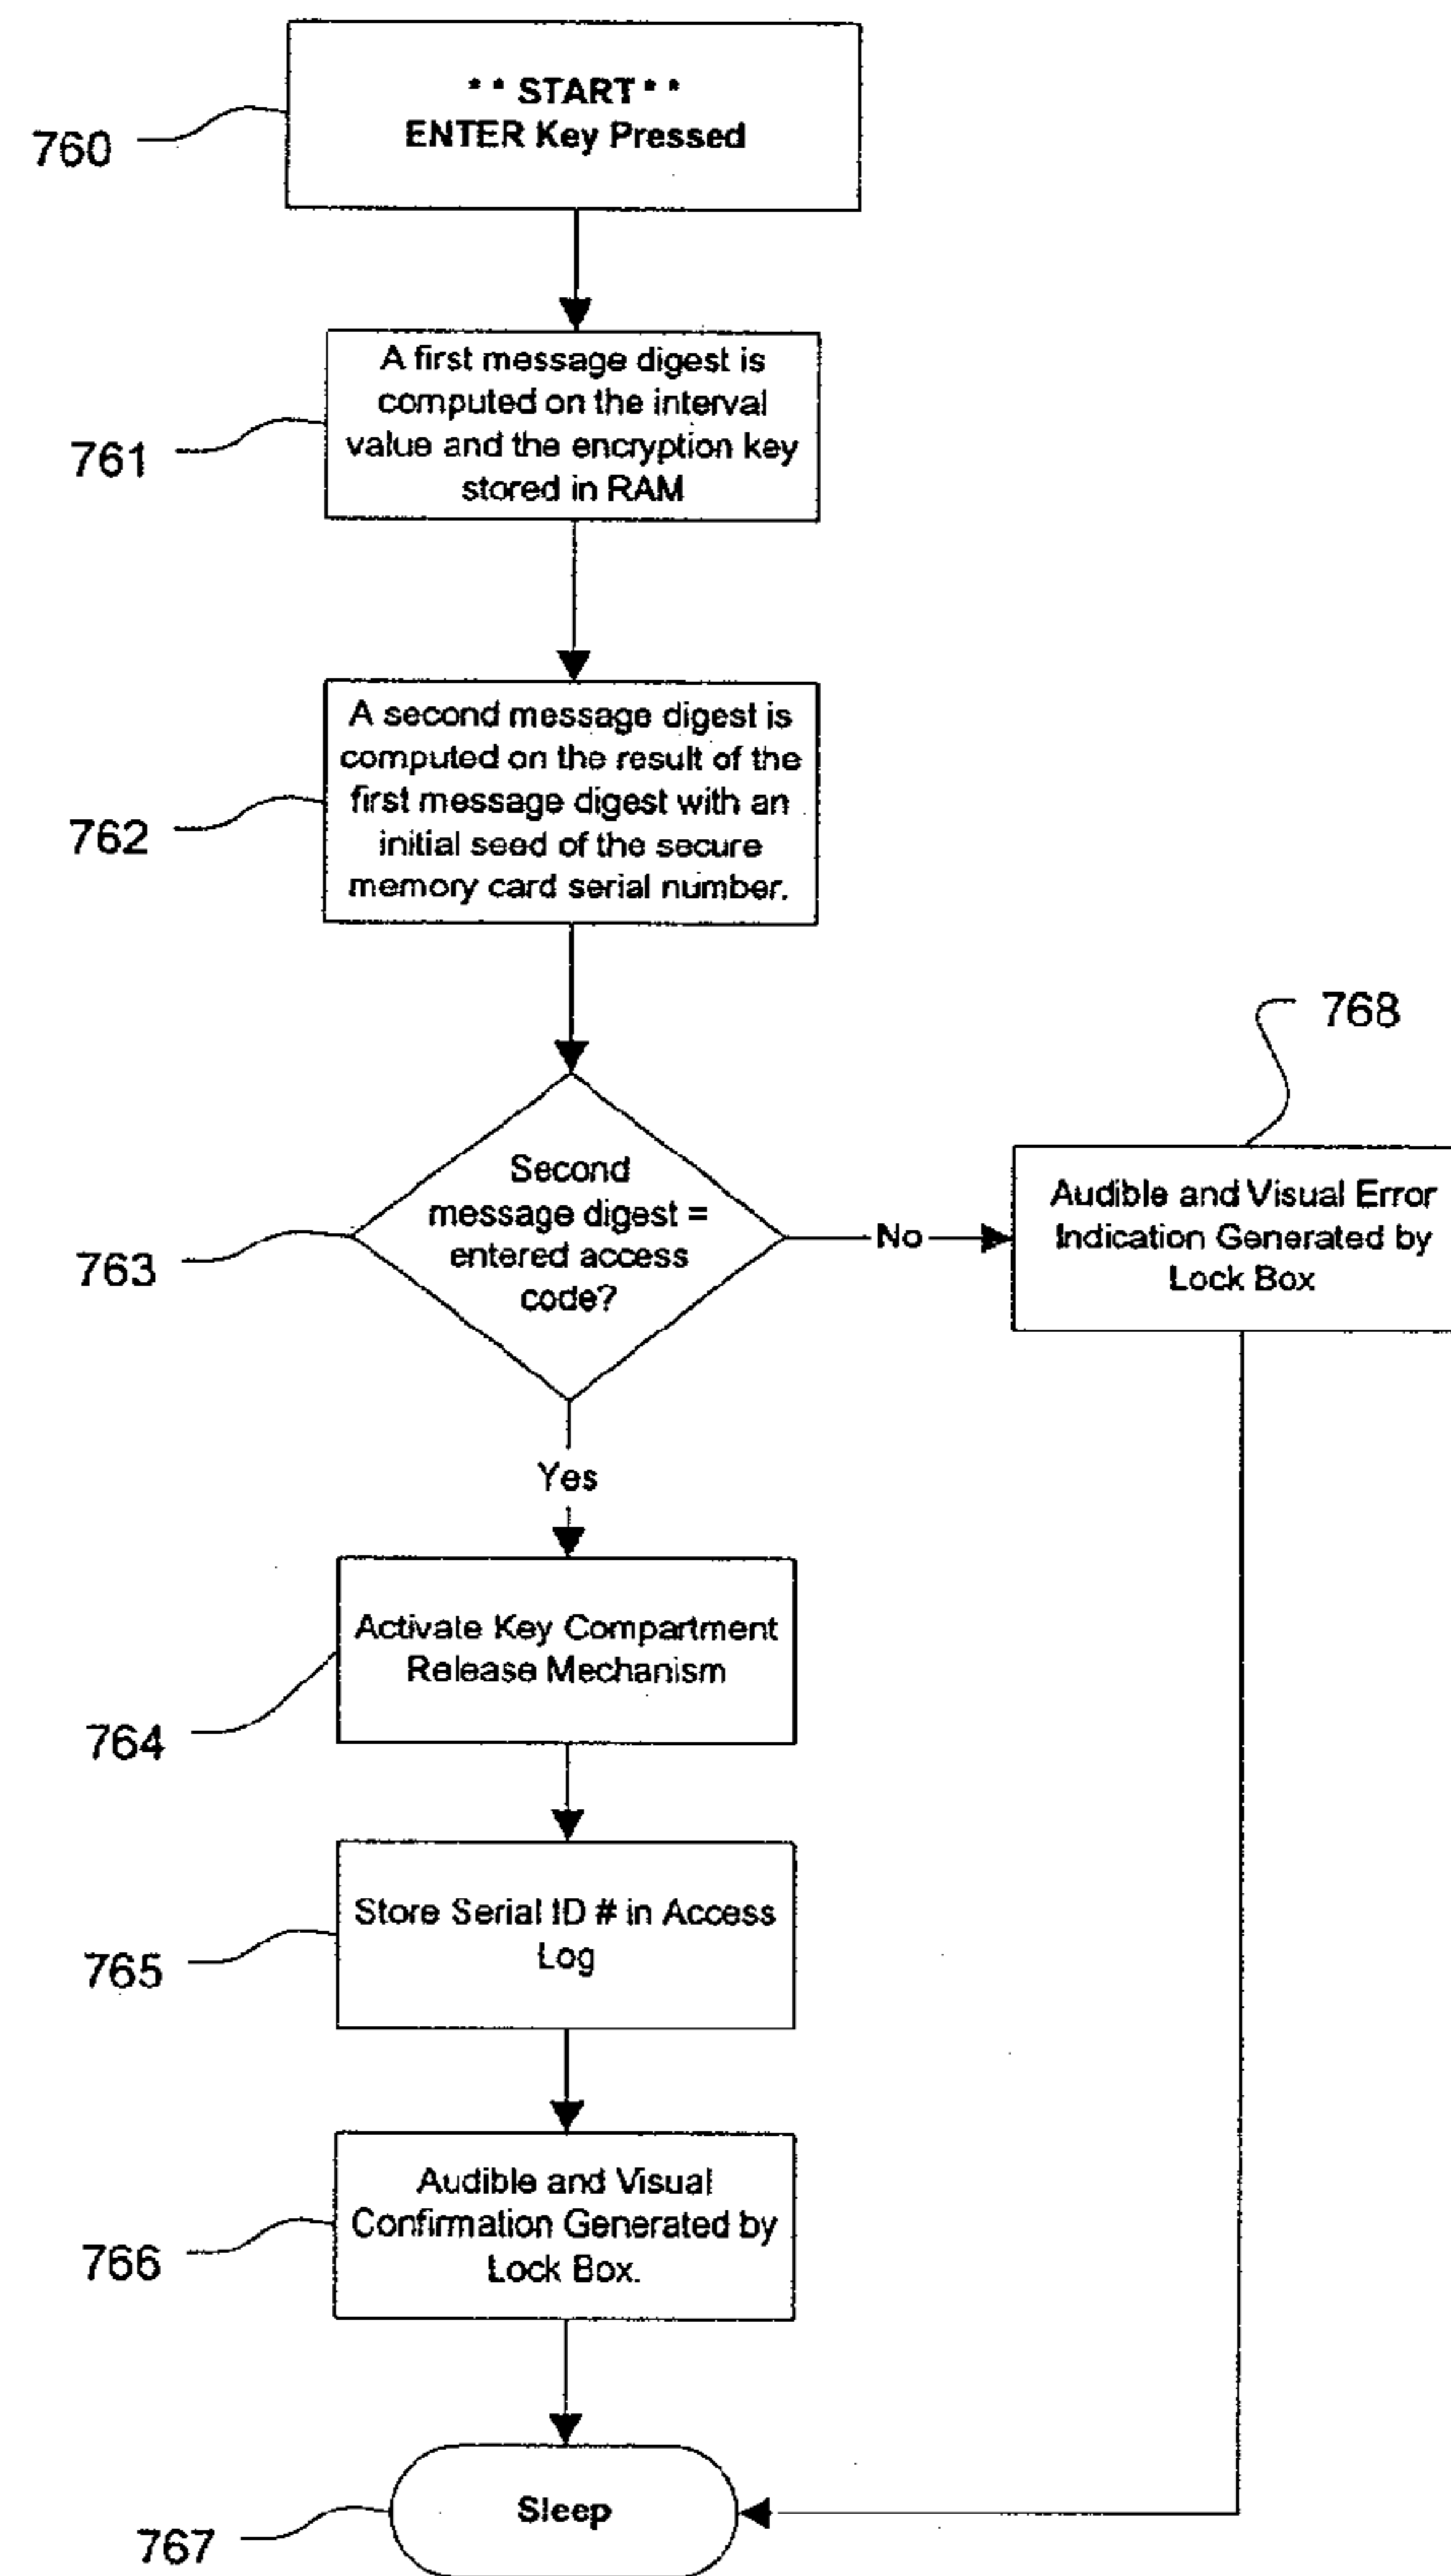 * * START * *
ENTER Key Pressed
760
A first message digest is
computed on the interval
value and the encryption key
stored in RAM
761
A second message digest is
computed on the result of the
first message digest with an
initial seed of the secure
memory card serial number.
762
768
Second
message digest =
entered access
code?
763
No
Audible and Visual Error
Indication Generated by
Lock Box
Yes
Activate Key Compartment
Release Mechanism
764
Store Serial ID # in Access
Log
765
Audible and Visual
Confirmation Generated by
Lock Box.
766
Sleep
767